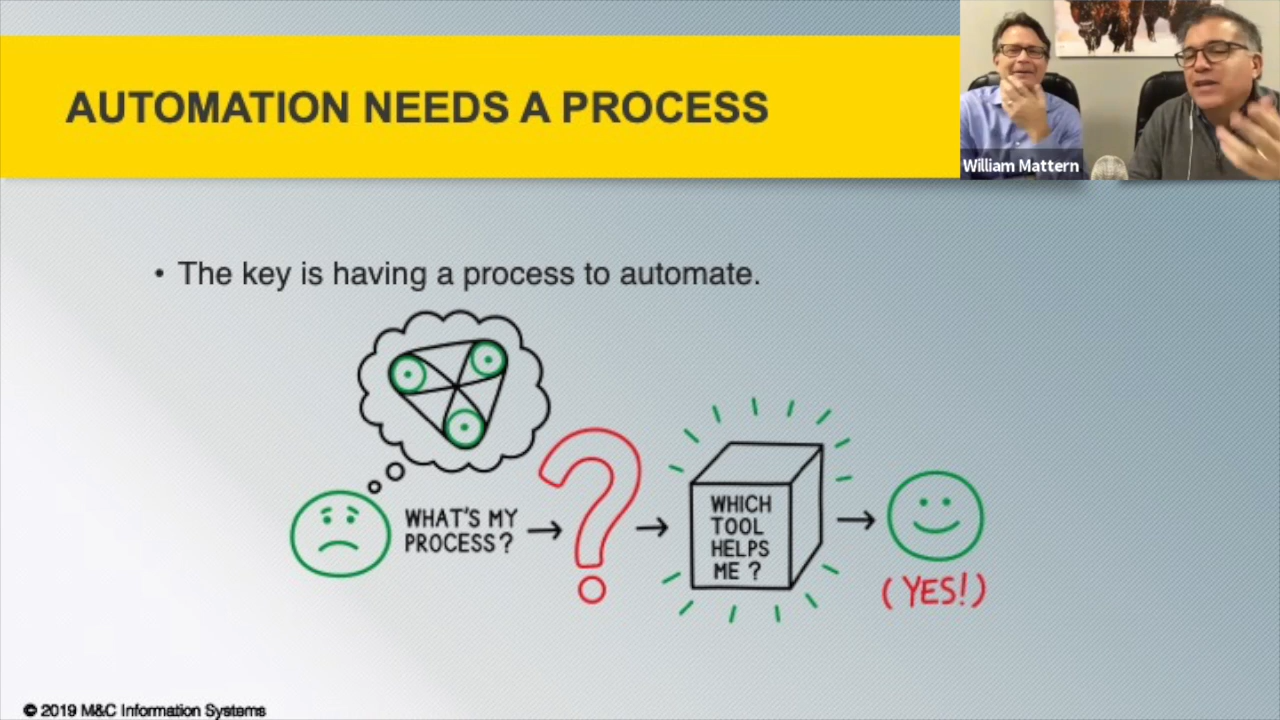 AUTOMATION NEEDS A PROCESS
William Mattern
• The key is having a process to automate.
WHAT'S MY
PROCESS?
WHICH
TOOL
HELPS
ME ?
(YES!)
© 2019 M&C Information Systems